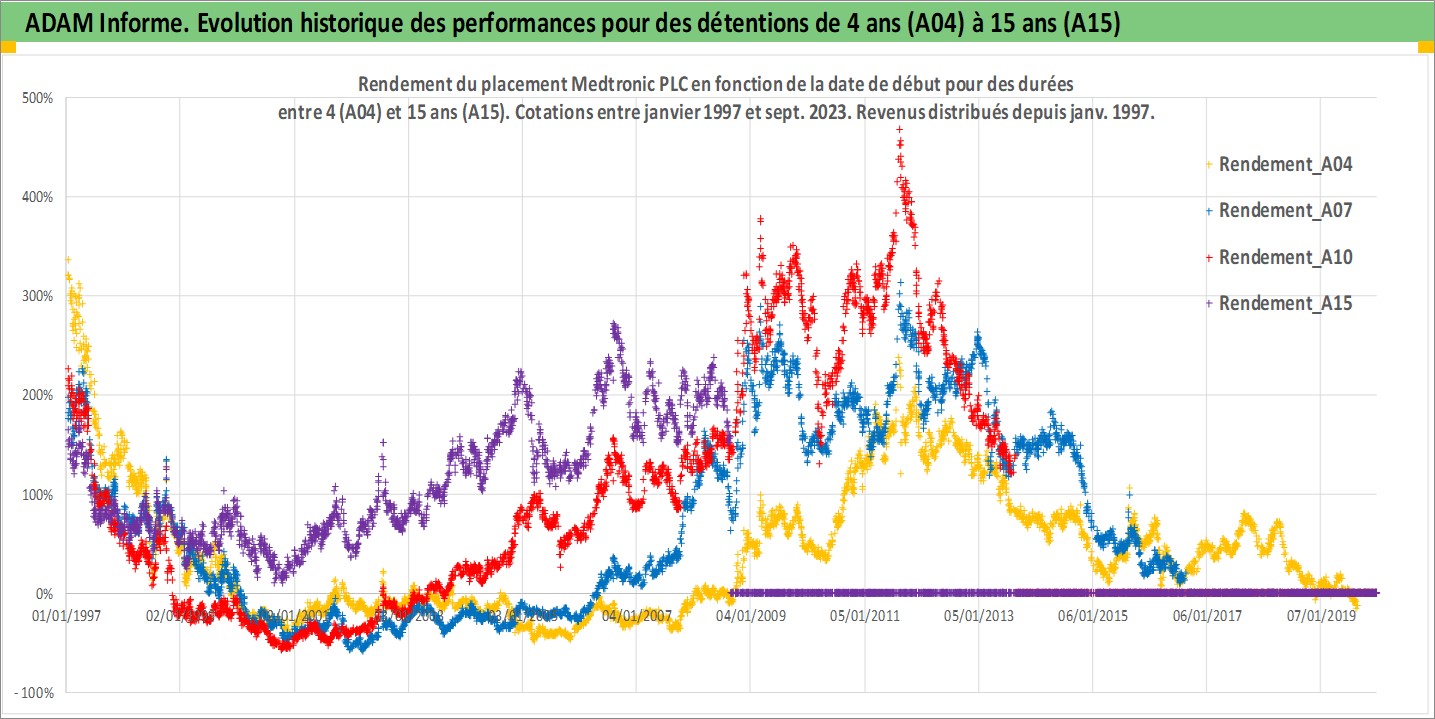 ADAM Informe. Evolution historique des performances pour des détentions de 4 ans (A04) à 15 ans (A15)
Rendement du placement Medtronic PLC en fonction de la date de début pour des durées
entre 4 (A04) et 15 ans (A15). Cotations entre janvier 1997 et sept. 2023. Revenus distribués depuis janv. 1997.
500%
400%
300%
200%
100%
0%
-100%
Rendement_A04
Rendement_A07
Rendement_A10
Rendement_A15
01/01/1997
04/01/2007
04/01/2009
05/01/2011
05/01/2013
06/01/2015
06/01/2017
07/01/2019